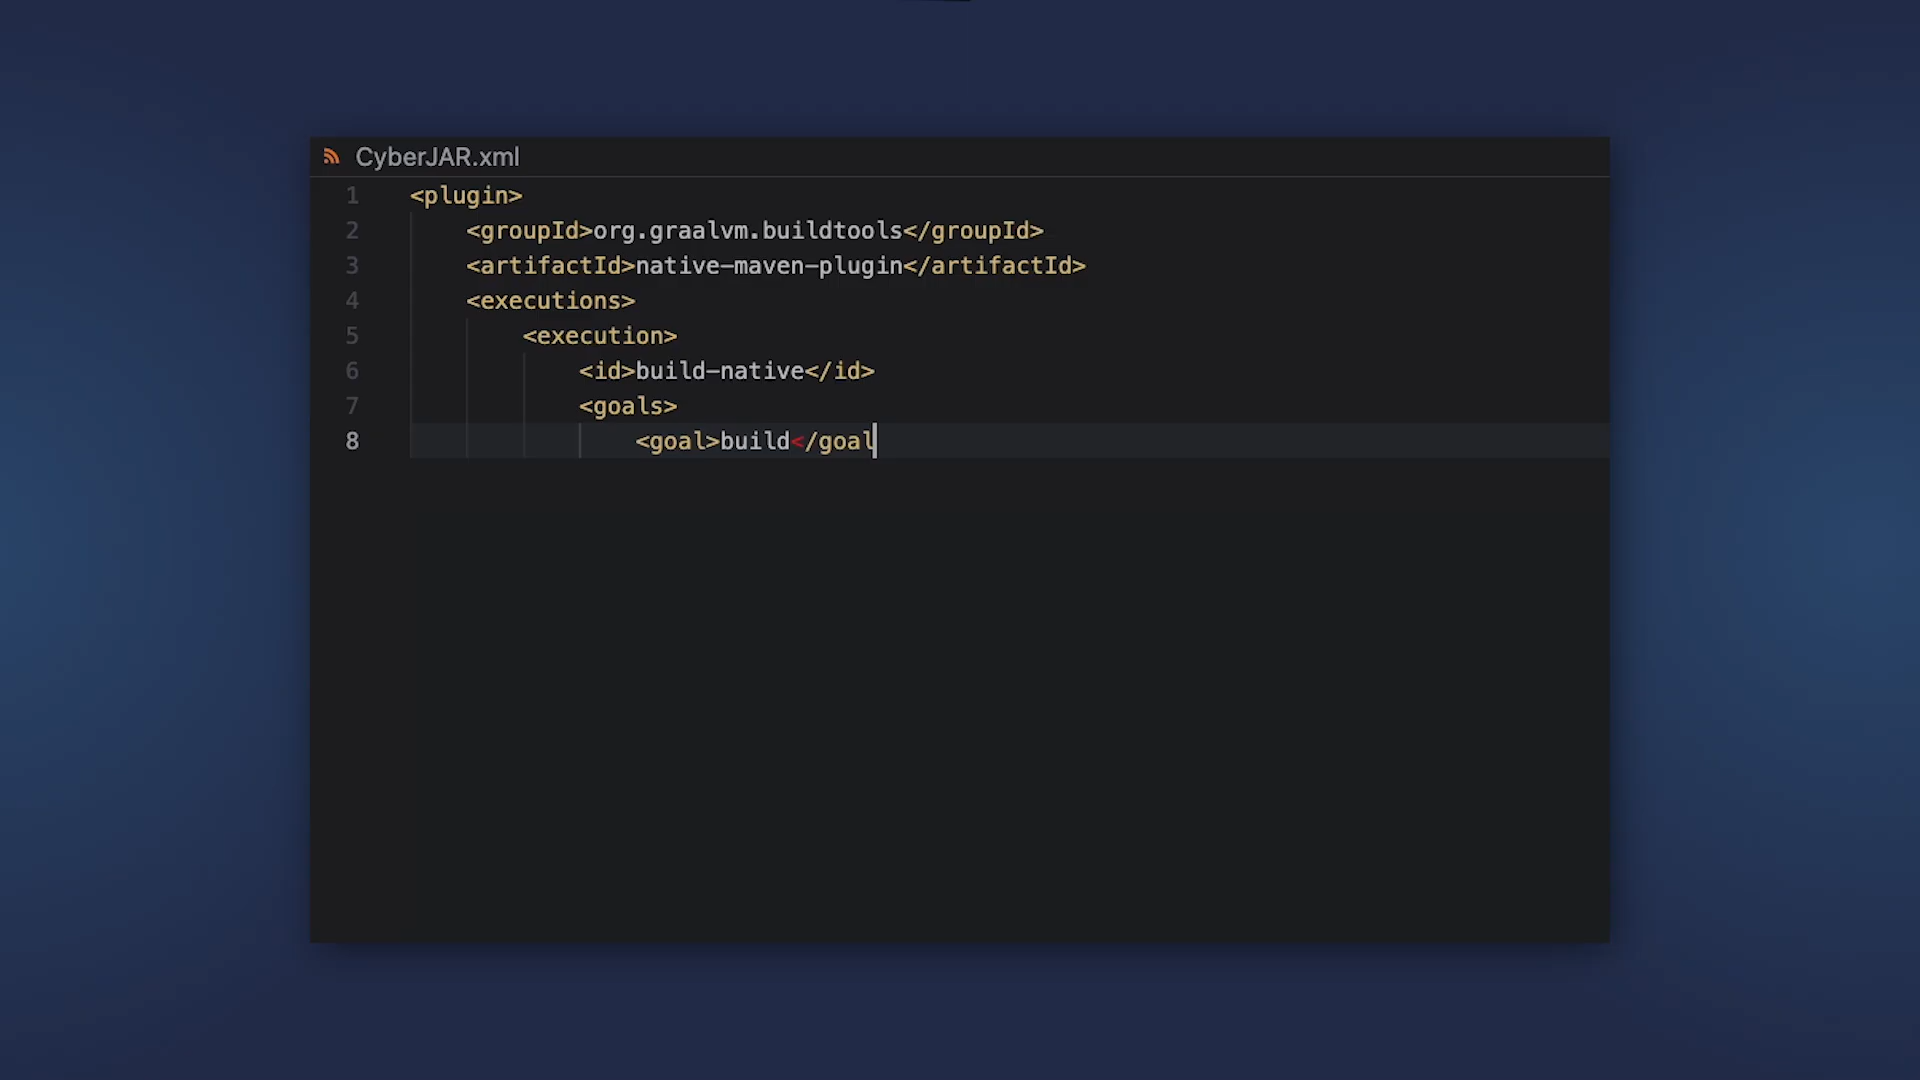 CyberJAR.xml
1 <plugin>
2 <groupId>org.graalvm.buildtools</groupId>
3 <artifactId>native-maven-plugin</artifactId>
4 <executions>
5 <execution>
6 <id>build-native</id>
7 <goals>
8 <goal>build</goal